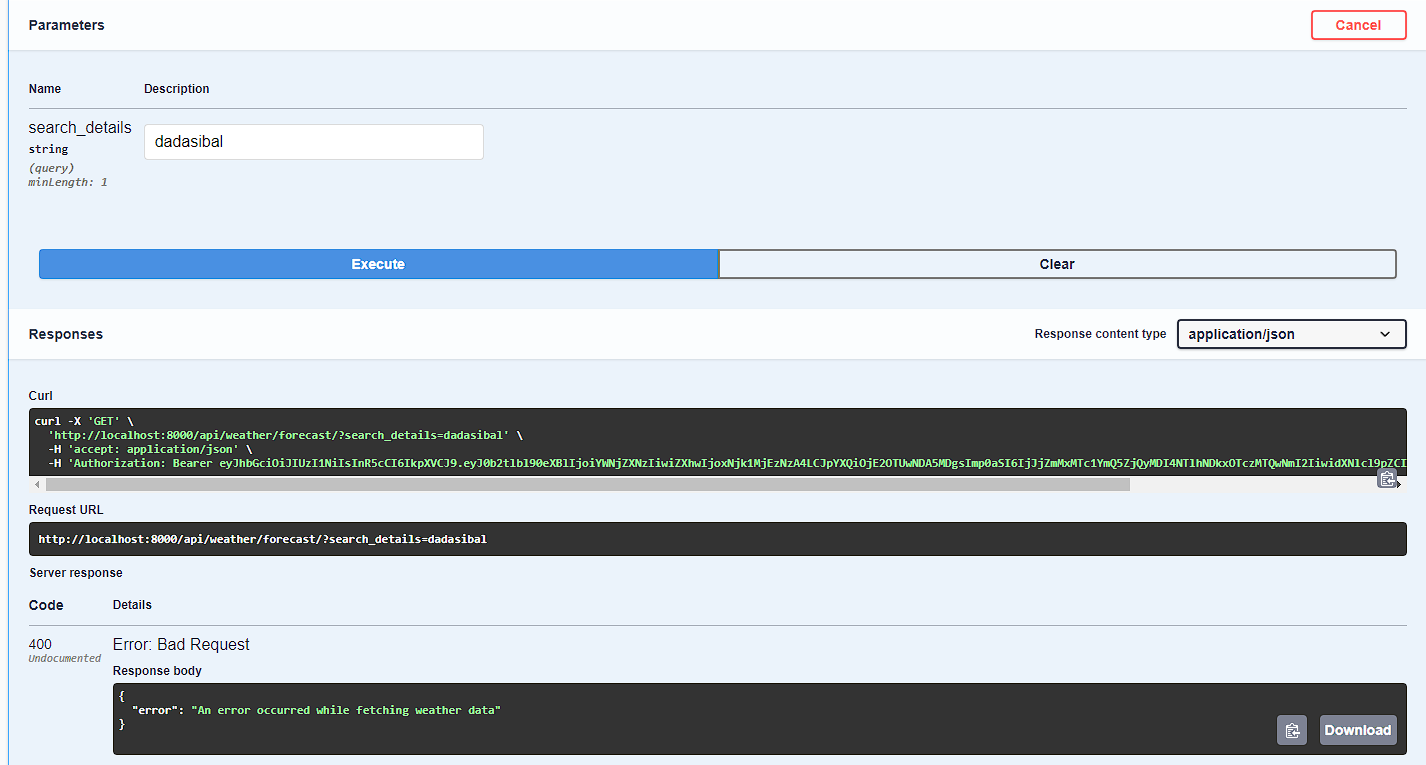 Parameters
Cancel
Name Description
search_details
string
(query)
minLength: 1
dadasibal
Execute
Clear
Responses
Response content type application/json
Curl
curl -X 'GET' \
'http://localhost:8000/api/weather/forecast/?search_details=dadasibal' \
-H 'accept: application/json' \
-H 'Authorization: Bearer
Request URL
http://localhost:8000/api/weather/forecast/?search_details=dadasibal
Server response
Code Details
400
Undocumented
Error: Bad Request
Response body
{
"error": "An error occurred while fetching weather data"
}
Download